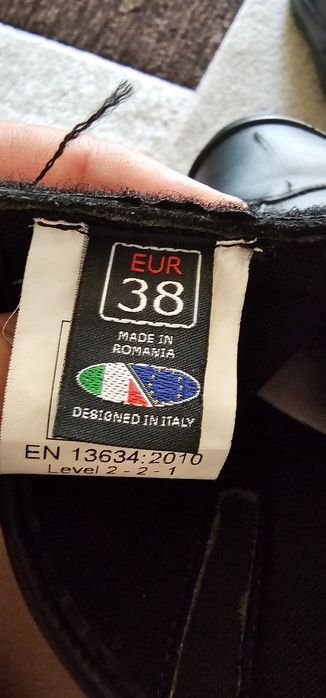 EUR
38
MADE IN
ROMANIA
DESIGNED IN ITALY
EN 13634:2010
Level 2 - 2 - 1